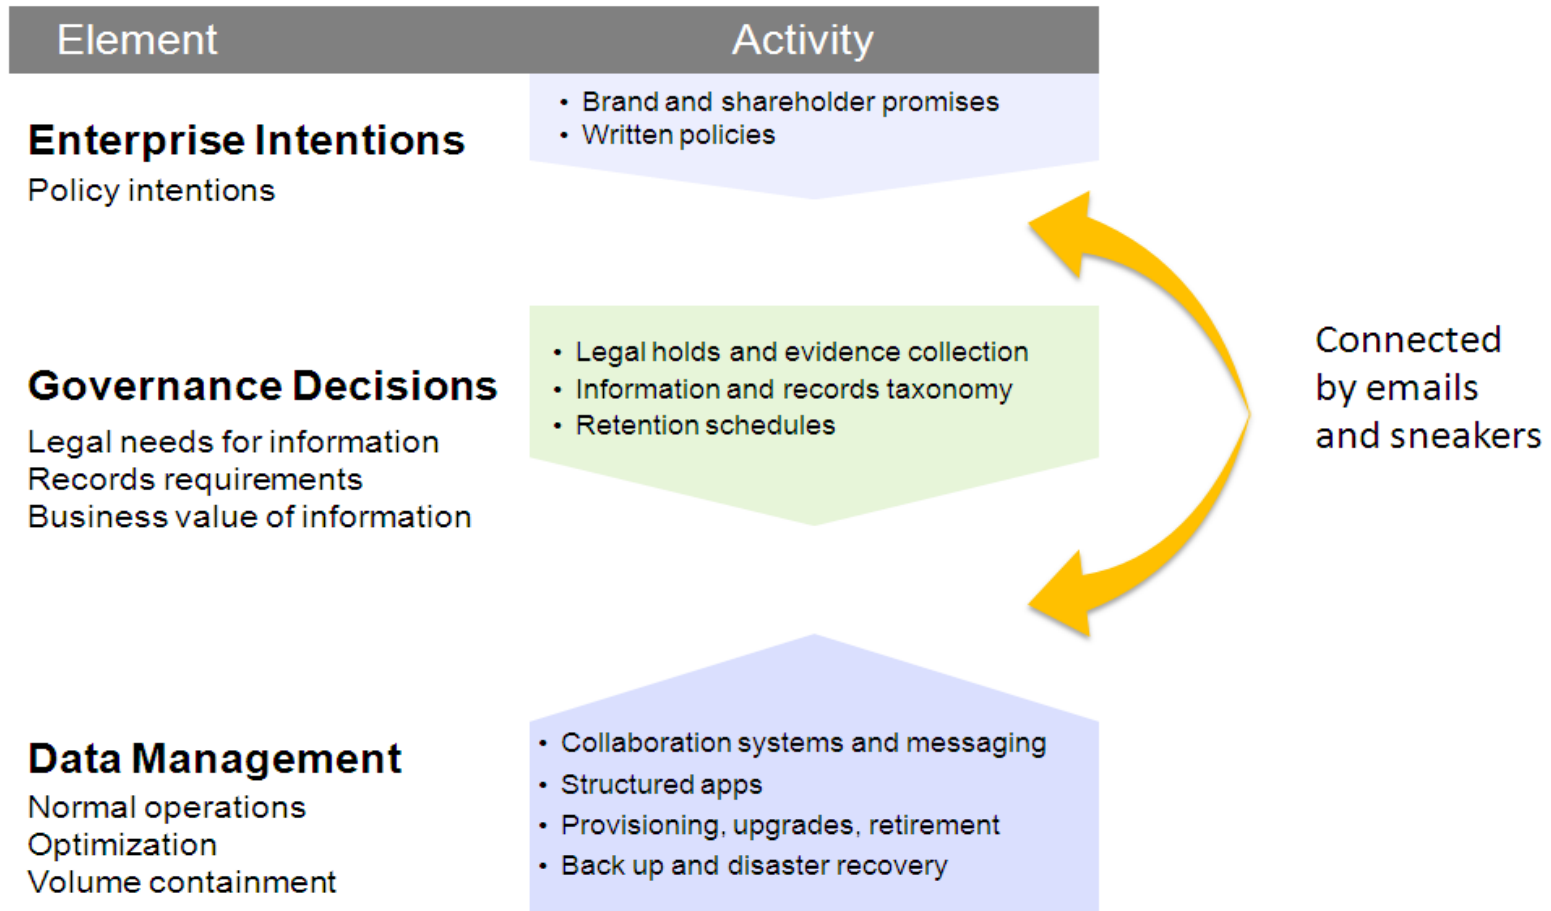 Element
Activity
Enterprise Intentions
Policy intentions
• Brand and shareholder promises
• Written policies
Governance Decisions
Legal needs for information
Records requirements
Business value of information
• Legal holds and evidence collection
• Information and records taxonomy
• Retention schedules
Connected
by emails
and sneakers
Data Management
Normal operations
Optimization
Volume containment
• Collaboration systems and messaging
• Structured apps
• Provisioning, upgrades, retirement
• Back up and disaster recovery